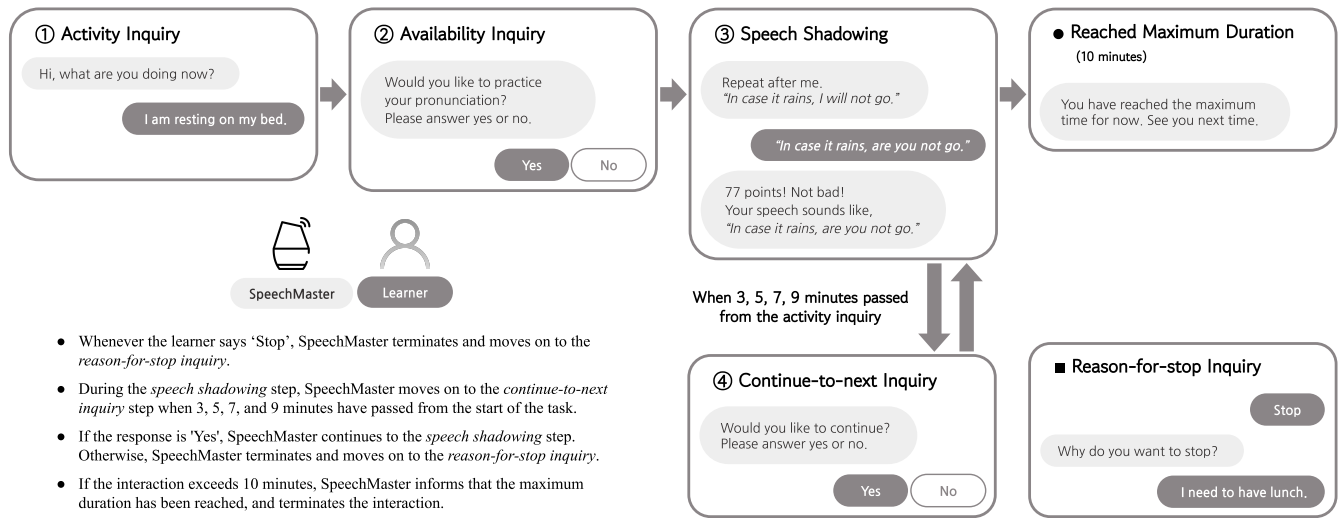 ① Activity Inquiry
Hi, what are you doing now?
I am resting on my bed.
② Availability Inquiry
Would you like to practice
your pronunciation?
Please answer yes or no.
Yes
No
③ Speech Shadowing
Repeat after me.
“In case it rains, I will not go.”
“In case it rains, are you not go.”
77 points! Not bad!
Your speech sounds like,
“In case it rains, are you not go.”
● Reached Maximum Duration
(10 minutes)
You have reached the maximum
time for now. See you next time.
SpeechMaster
Learner
When 3, 5, 7, 9 minutes passed
from the activity inquiry
● Whenever the learner says ‘Stop’, SpeechMaster terminates and moves on to the
reason-for-stop inquiry.
● During the speech shadowing step, SpeechMaster moves on to the continue-to-next
inquiry step when 3, 5, 7, and 9 minutes have passed from the start of the task.
● If the response is 'Yes', SpeechMaster continues to the speech shadowing step.
Otherwise, SpeechMaster terminates and moves on to the reason-for-stop inquiry.
● If the interaction exceeds 10 minutes, SpeechMaster informs that the maximum
duration has been reached, and terminates the interaction.
④ Continue-to-next Inquiry
Would you like to continue?
Please answer yes or no.
Yes
No
■ Reason-for-stop Inquiry
Stop
Why do you want to stop?
I need to have lunch.